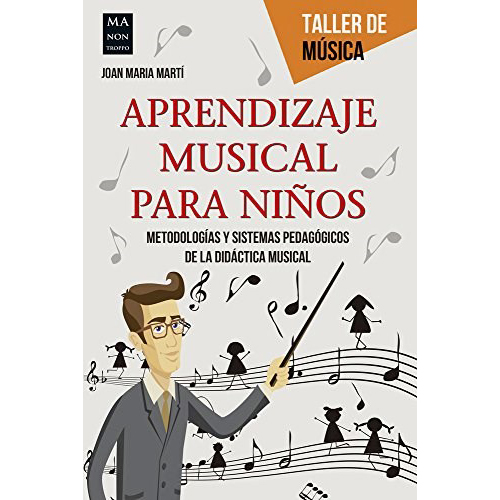 MA
NON
TROPPO
TALLER DE
MÚSICA
JOAN MARIA MARTÍ
APRENDIZAJE
MUSICAL
PARA NIÑOS
METODOLOGÍAS Y SISTEMAS PEDAGÓGICOS
DE LA DIDÁCTICA MUSICAL